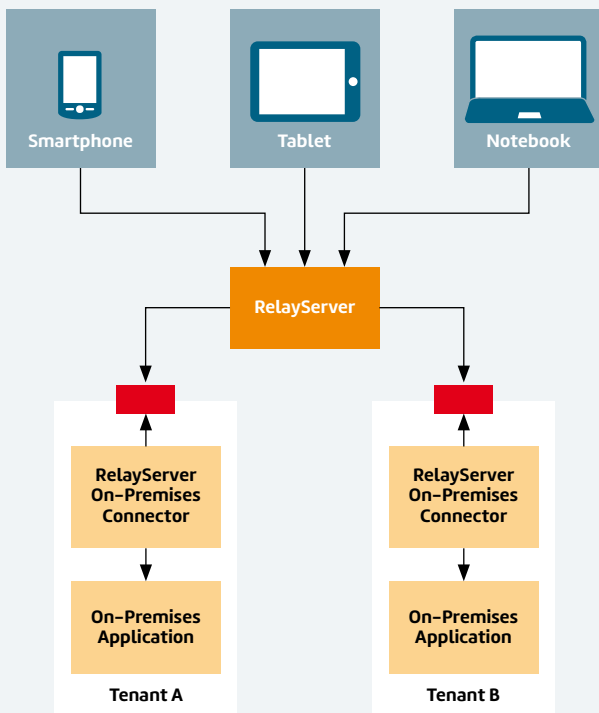 Smartphone
Tablet
Notebook
RelayServer
RelayServer
On-Premises
Connector
On-Premises
Application
Tenant A
RelayServer
On-Premises
Connector
On-Premises
Application
Tenant B